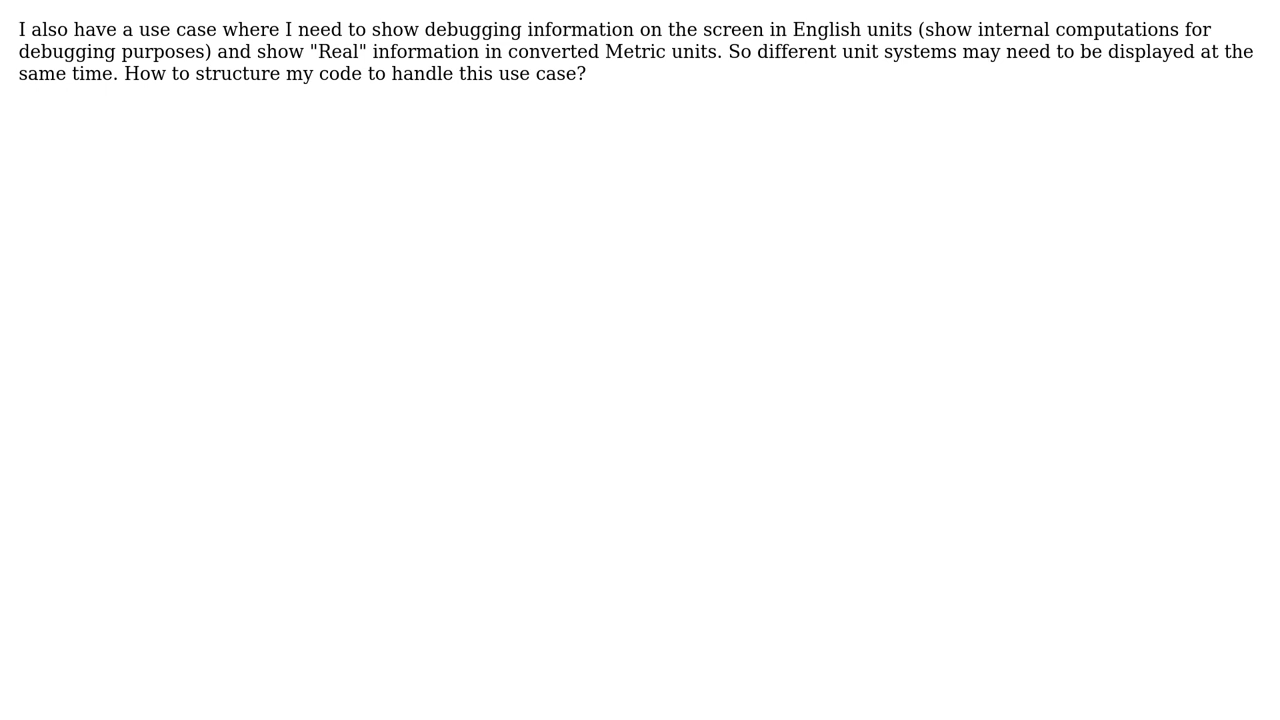 I also have a use case where I need to show debugging information on the screen in English units (show internal computations for
debugging purposes) and show "Real" information in converted Metric units. So different unit systems may need to be displayed at the
same time. How to structure my code to handle this use case?